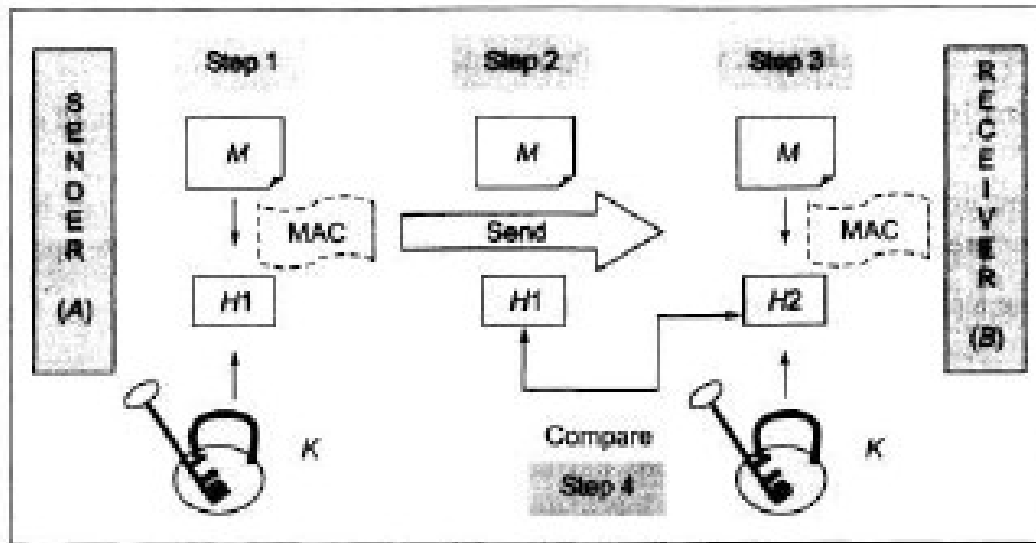 SENDER (A)
Step 1
Step 2
Step 3
RECEIVER (B)
M
M
M
MAC
Send
MAC
H1
H1
H2
K
Compare
K
Step 4